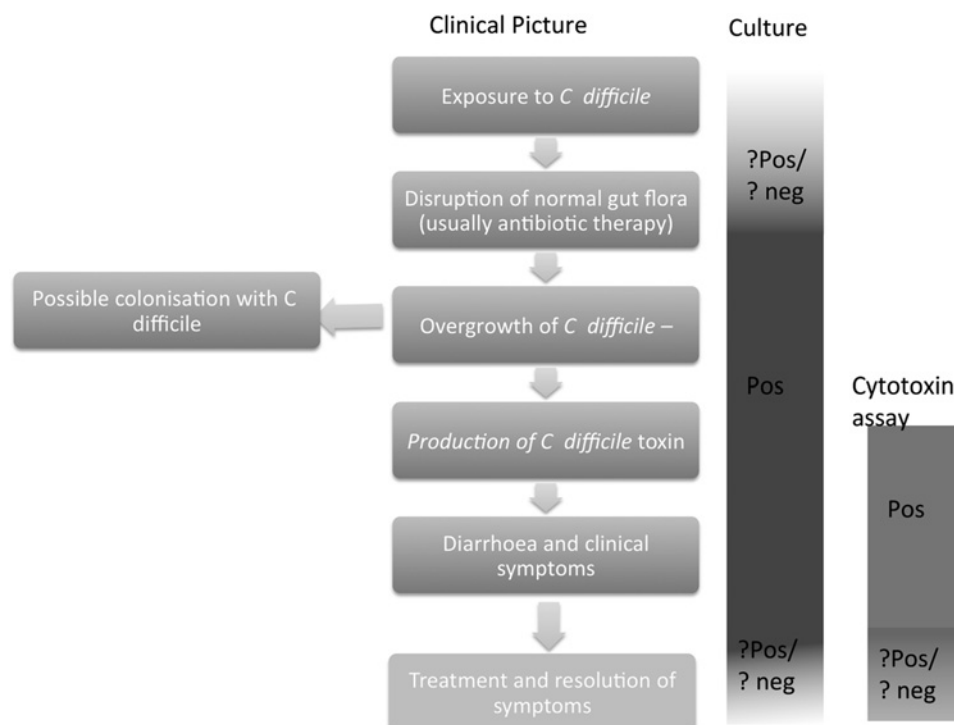 Clinical Picture
Culture
Exposure to C difficile
?Pos/
? neg
Disruption of normal gut flora
(usually antibiotic therapy)
Possible colonisation with C
difficile
Overgrowth of C difficile –
Pos
Cytotoxin
assay
Production of C difficile toxin
Pos
Diarrhoea and clinical
symptoms
?Pos/
? neg
?Pos/
? neg
Treatment and resolution of
symptoms